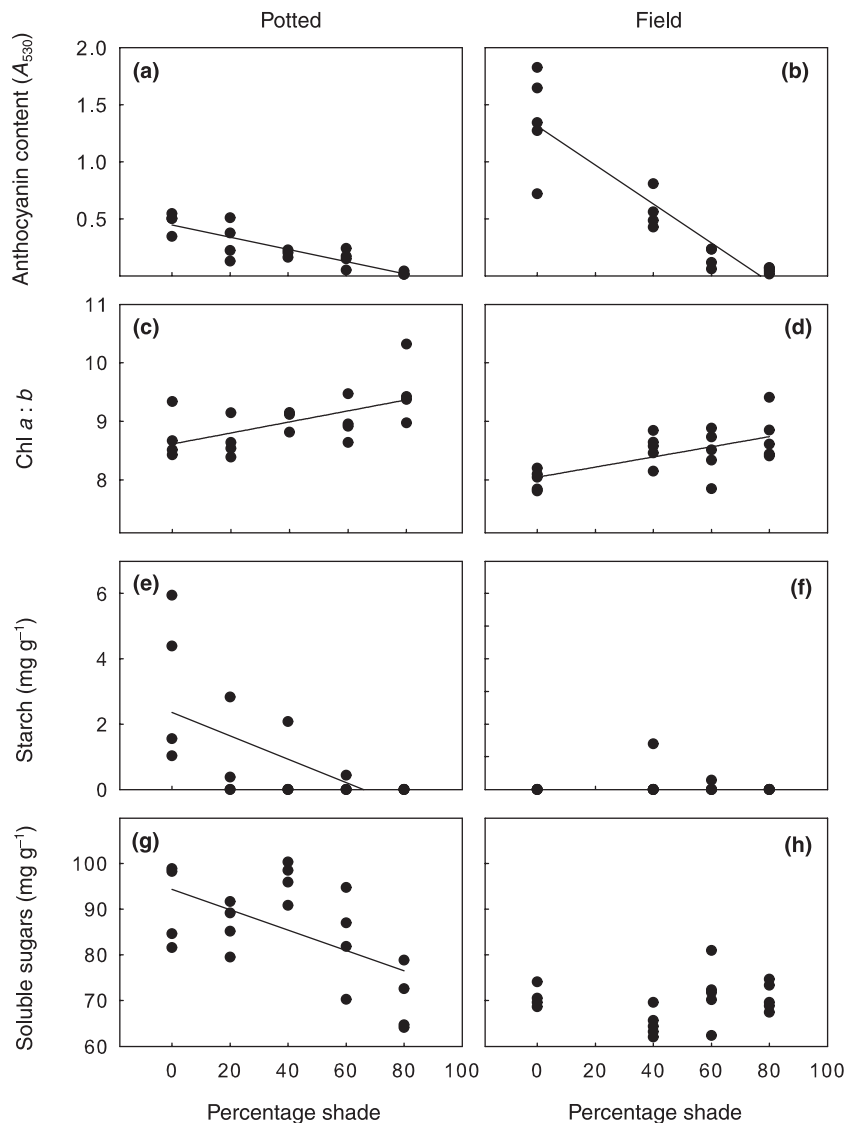 Potted
Field
Anthocyanin content (A530)
2.0
1.5
1.0
0.5
(a)
(b)
Chl a : b
11
10
9
8
(c)
(d)
Starch (mg g–1)
6
4
2
0
(e)
(f)
Soluble sugars (mg g–1)
100
90
80
70
60
(g)
(h)
0 20 40 60 80 100
0 20 40 60 80 100
Percentage shade
Percentage shade